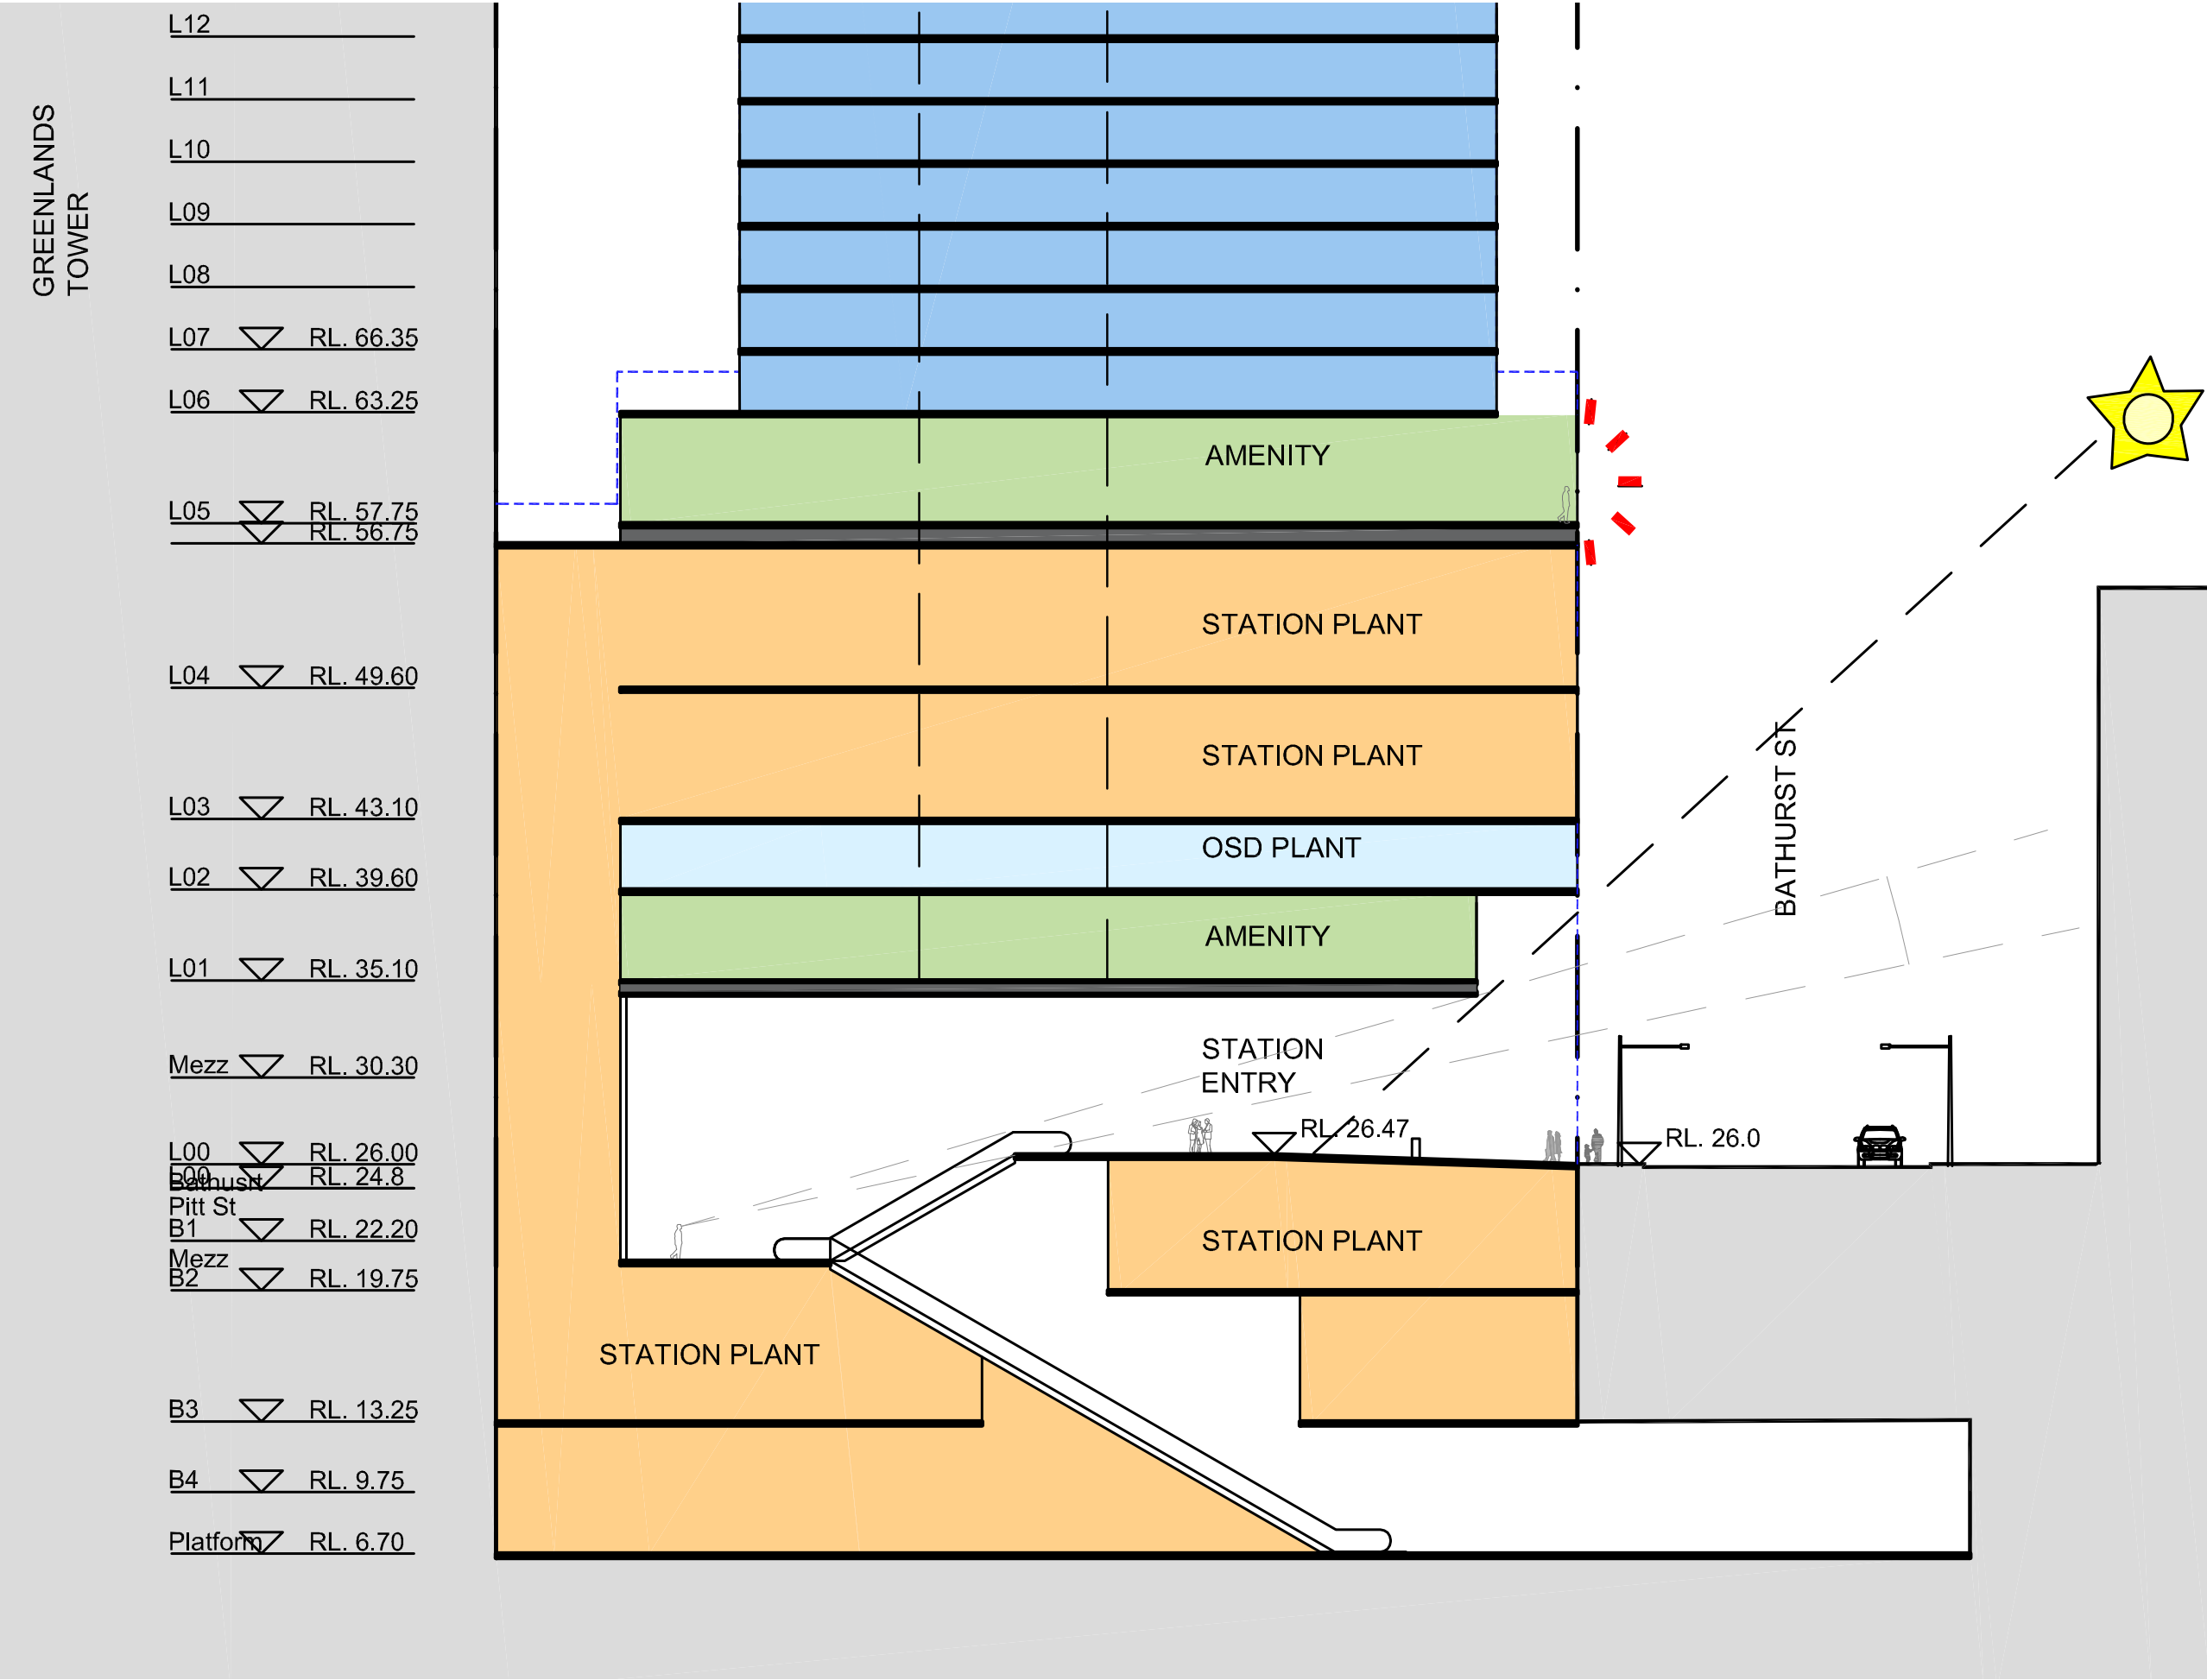 GREENLANDS
TOWER
L12
L11
L10
L09
L08
L07 RL. 66.35
L06 RL. 63.25
L05 RL. 57.75
RL. 56.75
L04 RL. 49.60
L03 RL. 43.10
L02 RL. 39.60
L01 RL. 35.10
Mezz RL. 30.30
L00 RL. 26.00
L00 RL. 24.8
Bathusrt
Pitt St
B1 RL. 22.20
Mezz
B2 RL. 19.75
B3 RL. 13.25
B4 RL. 9.75
Platform RL. 6.70
AMENITY
STATION PLANT
STATION PLANT
OSD PLANT
AMENITY
STATION
ENTRY
RL. 26.47
RL. 26.0
STATION PLANT
STATION PLANT
BATHURST ST